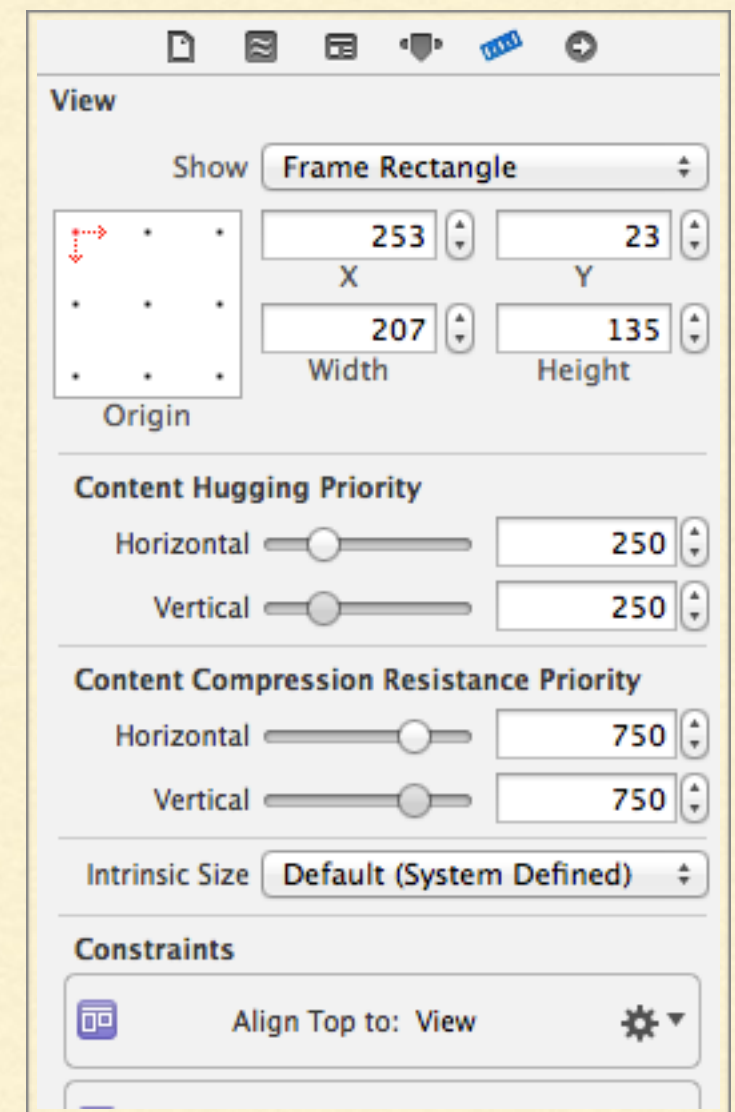 View
Show Frame Rectangle
253 23
X Y
207 135
Width Height
Origin
Content Hugging Priority
Horizontal 250
Vertical 250
Content Compression Resistance Priority
Horizontal 750
Vertical 750
Intrinsic Size Default (System Defined)
Constraints
Align Top to: View